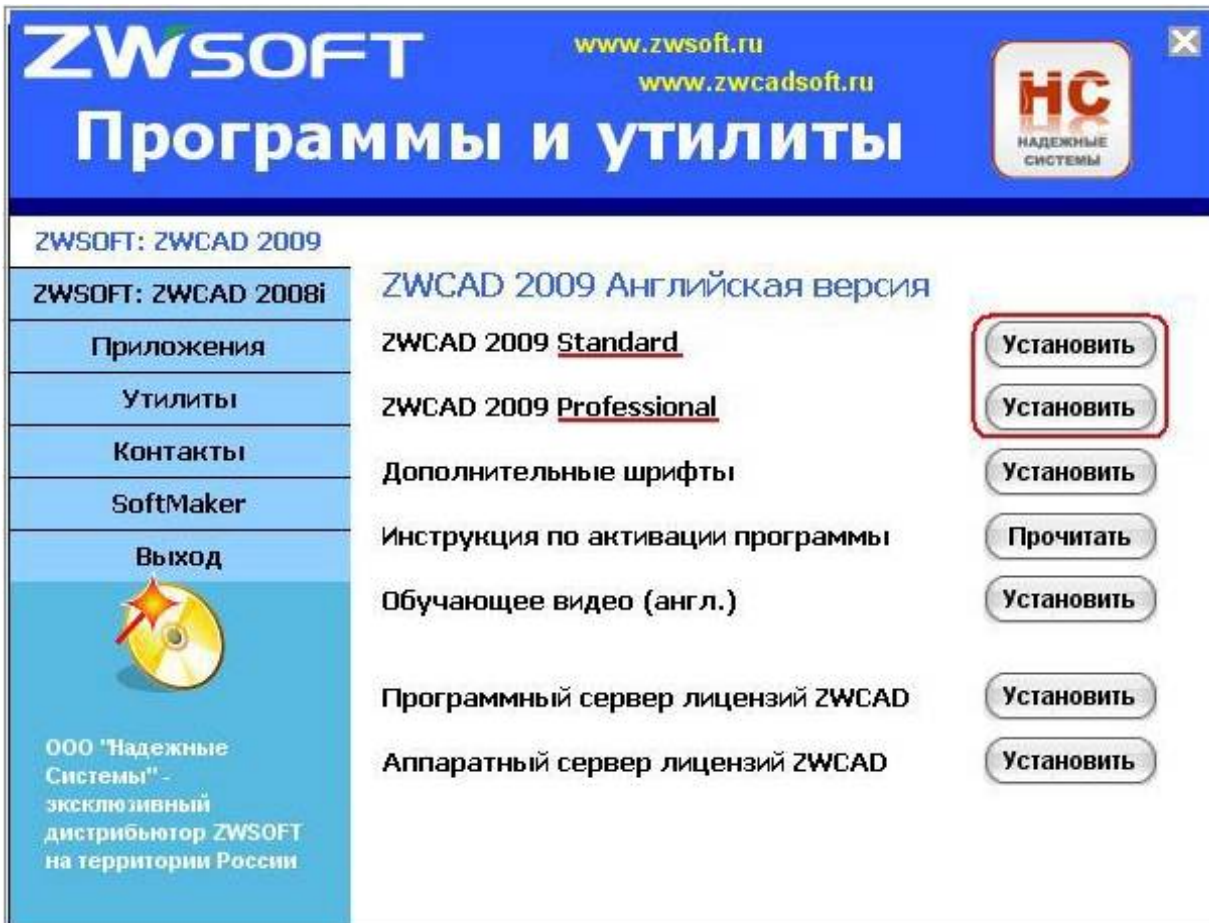 ZWSOFT
www.zwsoft.ru
www.zwcadsoft.ru
Программы и утилиты
НС
НАДЕЖНЫЕ
СИСТЕМЫ
ZWSOFT: ZWCAD 2009
ZWSOFT: ZWCAD 2008i
Приложения
Утилиты
Контакты
SoftMaker
Выход
ООО "Надежные
Системы" -
эксклюзивный
дистрибьютор ZWSOFT
на территории России
ZWCAD 2009 Английская версия
ZWCAD 2009 Standard Установить
ZWCAD 2009 Professional Установить
Дополнительные шрифты Установить
Инструкция по активации программы Прочитать
Обучающее видео (англ.) Установить
Программный сервер лицензий ZWCAD Установить
Аппаратный сервер лицензий ZWCAD Установить